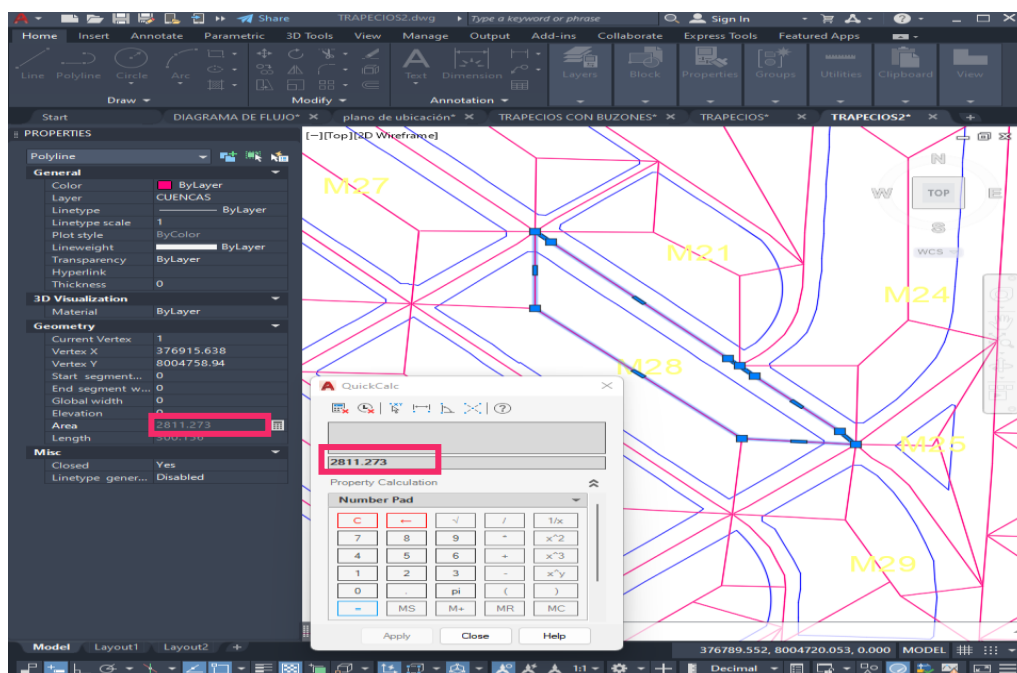 Share TRAPECIOS2.dwg Type a keyword or phrase Sign In
Home Insert Annotate Parametric 3D Tools View Manage Output Add-ins Collaborate Express Tools Featured Apps
Line Polyline Circle Arc Text Dimension Layers Block Properties Groups Utilities Clipboard View
Draw Modify Annotation
Start DIAGRAMA DE FLUJO* plano de ubicación* TRAPECIOS CON BUZONES* TRAPECIOS* TRAPECIOS2*
PROPERTIES
Polyline
General
Color ByLayer
Layer CUENCAS
Linetype ByLayer
Linetype scale 1
Plot style ByColor
Lineweight ByLayer
Transparency ByLayer
Hyperlink
Thickness 0
3D Visualization
Material ByLayer
Geometry
Current Vertex 1
Vertex X 376915.638
Vertex Y 8004758.94
Start segment... 0
End segment w... 0
Global width 0
Elevation
Area 2811.273
Length
Misc
Closed Yes
Linetype gener... Disabled
[−][Top][2D Wireframe]
M27
M21
M24
M28
M25
M29
N
W TOP E
S
WCS
QuickCalc
2811.273
Property Calculation
Number Pad
C ← √ / 1/x
7 8 9 * x^2
4 5 6 + x^3
1 2 3 - x^y
0 . pi ( )
= MS M+ MR MC
Apply Close Help
Model Layout1 Layout2 +
376789.552, 8004720.053, 0.000 MODEL
1:1 Decimal